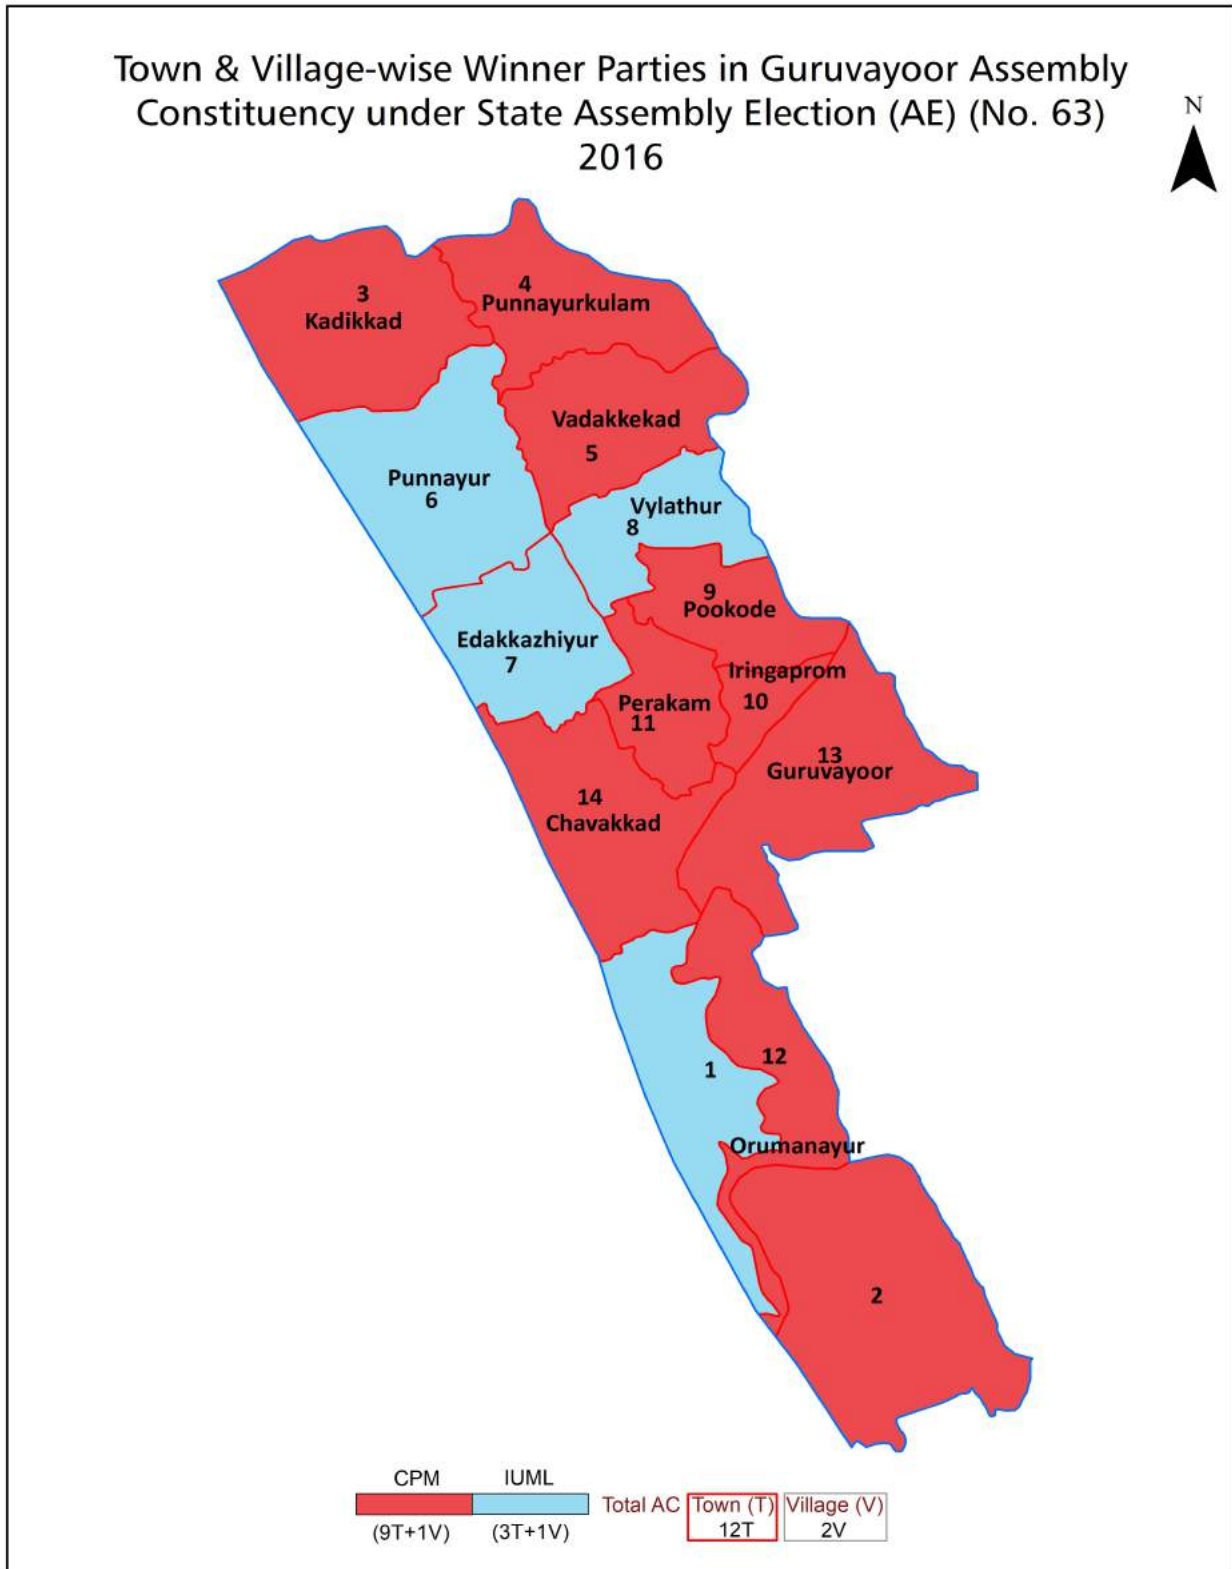 Town & Village-wise Winner Parties in Guruvayoor Assembly
Constituency under State Assembly Election (AE) (No. 63)
2016
N
3
Kadikkad
4
Punnayurkulam
Vadakkekad
5
Punnayur
6
Vylathur
8
9
Pookode
Edakkazhiyur
7
Iringaprom
10
Perakam
11
13
Guruvayoor
14
Chavakkad
1
12
Orumanayur
2
CPM IUML
Total AC Town (T) Village (V)
(9T+1V) (3T+1V) 12T 2V